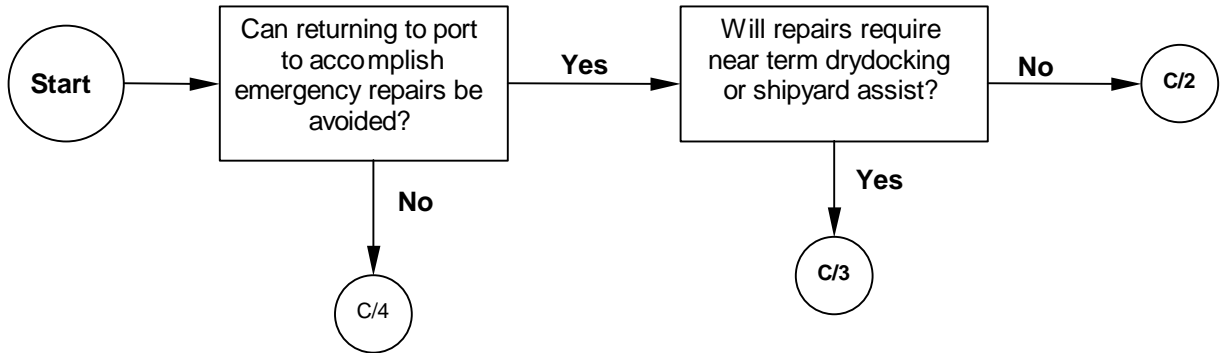 Start
Can returning to port
to accomplish
emergency repairs be
avoided?
Yes
Will repairs require
near term drydocking
or shipyard assist?
No
C/2
No
C/4
Yes
C/3